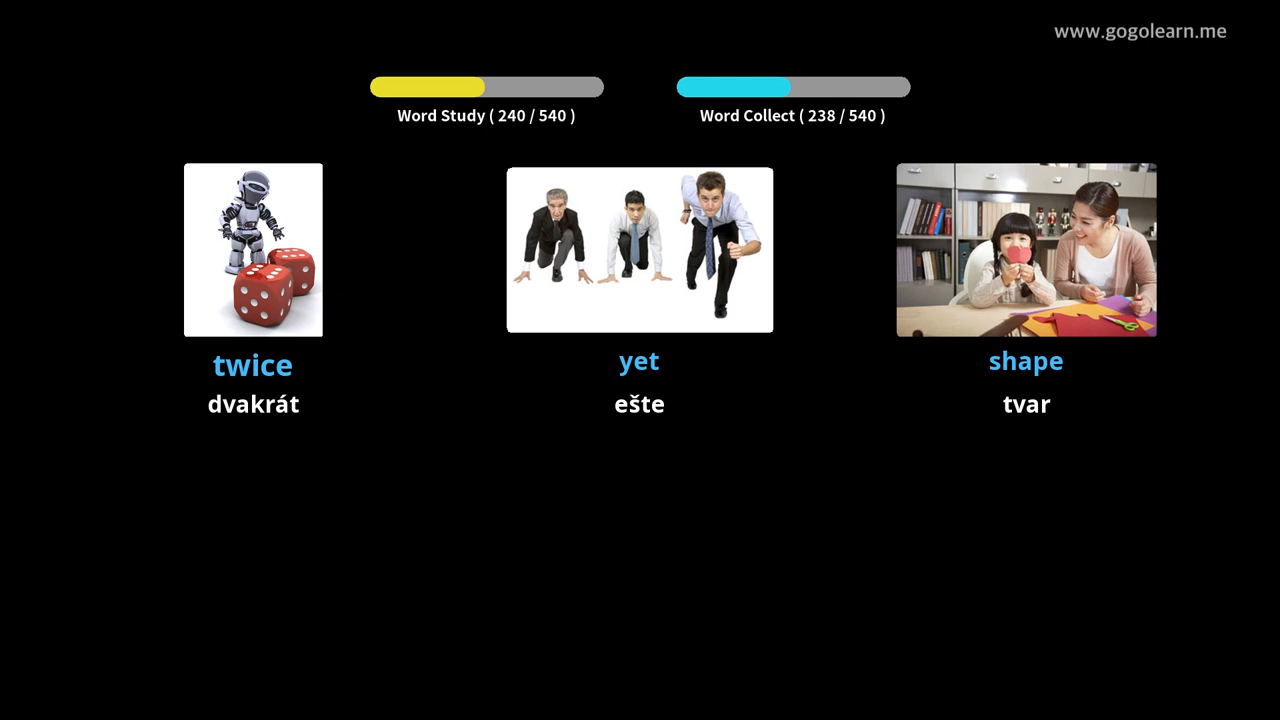 www.gogolearn.me
Word Study ( 240 / 540 )
Word Collect ( 238 / 540 )
twice
yet
shape
dvakrát
ešte
tvar